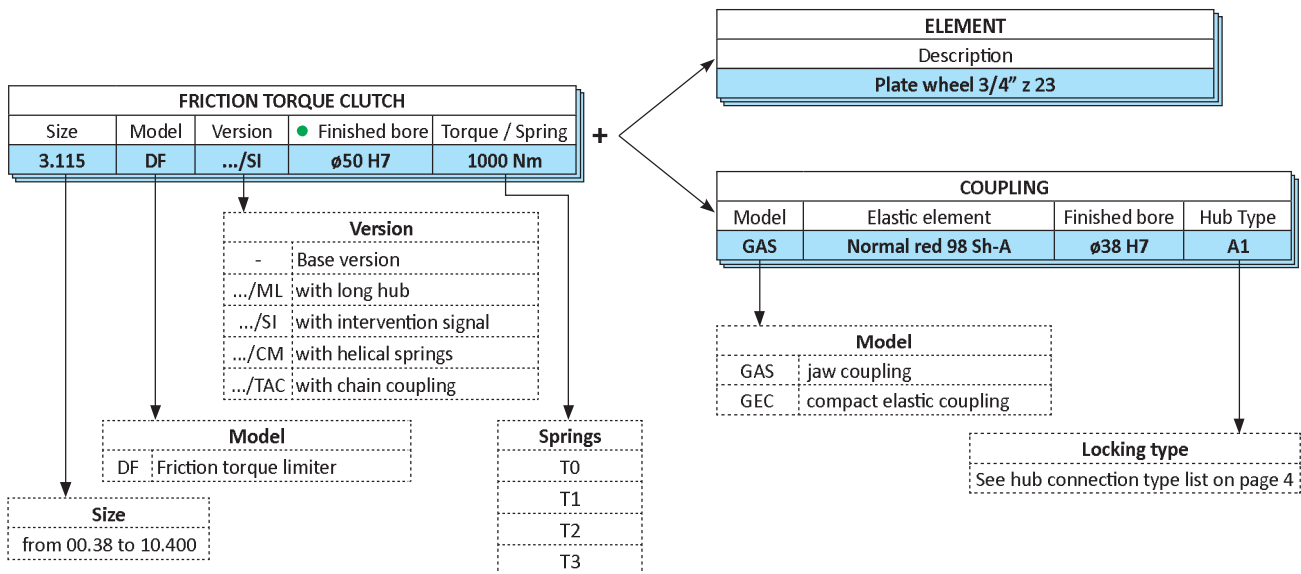 FRICTION TORQUE CLUTCH
Size Model Version Finished bore Torque / Spring
3.115 DF .../SI ø50 H7 1000 Nm
+
ELEMENT
Description
Plate wheel 3/4” z 23
COUPLING
Model Elastic element Finished bore Hub Type
GAS Normal red 98 Sh-A ø38 H7 A1
Version
- Base version
.../ML with long hub
.../SI with intervention signal
.../CM with helical springs
.../TAC with chain coupling
Model
DF Friction torque limiter
Size
from 00.38 to 10.400
Springs
T0
T1
T2
T3
Model
GAS jaw coupling
GEC compact elastic coupling
Locking type
See hub connection type list on page 4